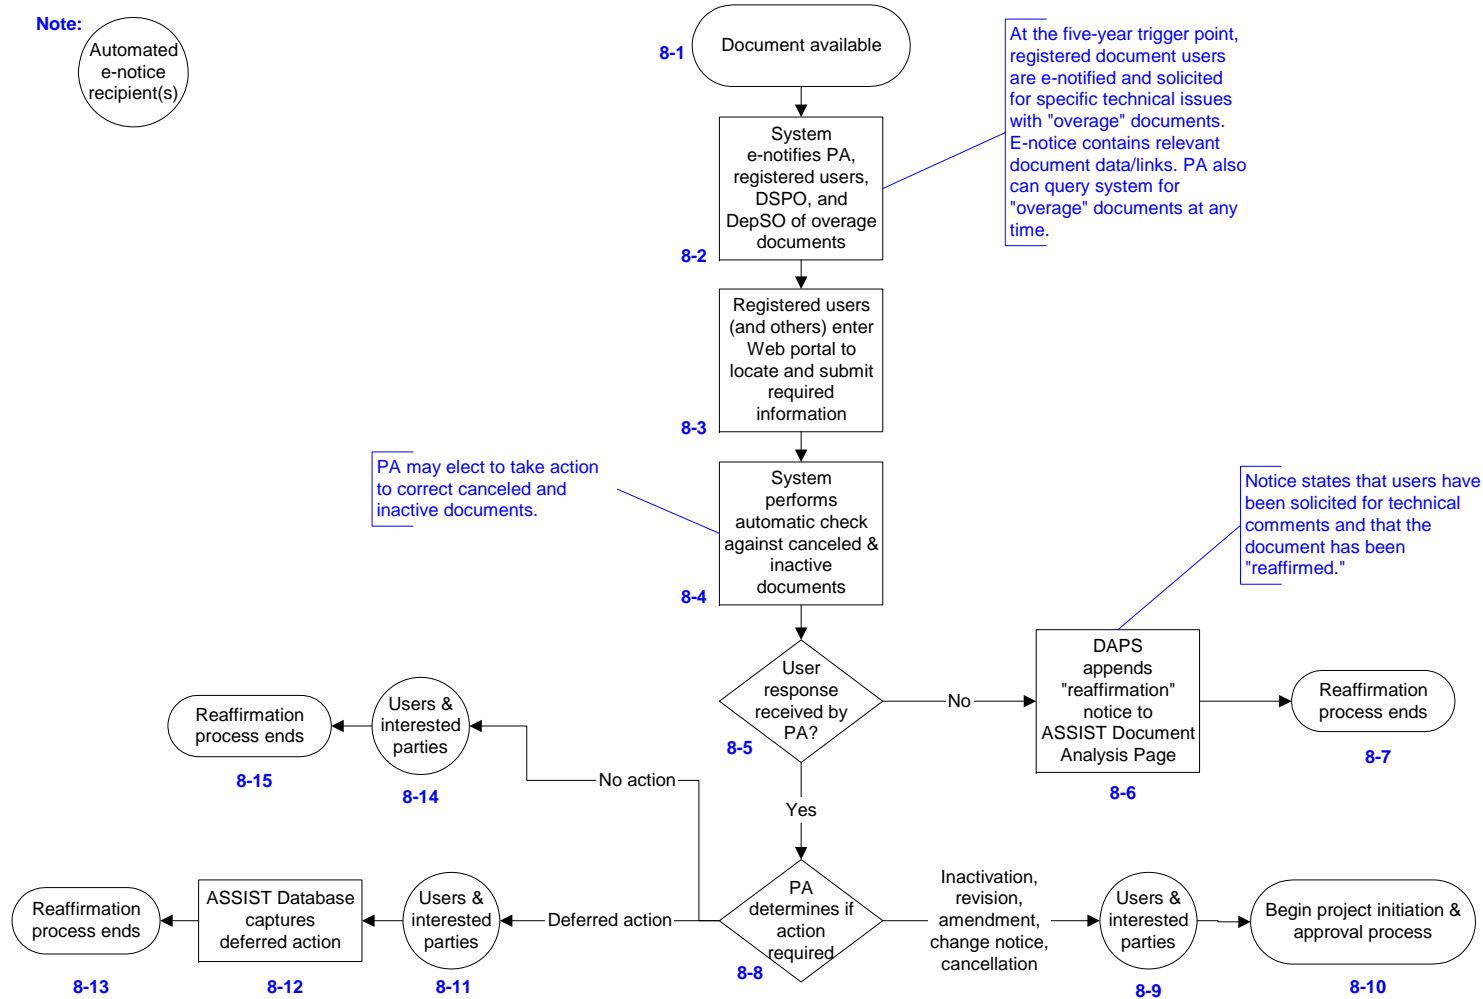 Note:
Automated
e-notice
recipient(s)
8-1
Document available
At the five-year trigger point,
registered document users
are e-notified and solicited
for specific technical issues
with "overage" documents.
E-notice contains relevant
document data/links. PA also
can query system for
"overage" documents at any
time.
System
e-notifies PA,
registered users,
DSPO, and
DepSO of overage
documents
8-2
Registered users
(and others) enter
Web portal to
locate and submit
required
information
8-3
PA may elect to take action
to correct canceled and
inactive documents.
System
performs
automatic check
against canceled &
inactive
documents
8-4
Notice states that users have
been solicited for technical
comments and that the
document has been
"reaffirmed."
User
response
received by
PA?
8-5
No
DAPS
appends
"reaffirmation"
notice to
ASSIST Document
Analysis Page
8-6
Reaffirmation
process ends
8-7
Reaffirmation
process ends
8-15
Users &
interested
parties
8-14
No action
Yes
Reaffirmation
process ends
8-13
ASSIST Database
captures
deferred action
8-12
Users &
interested
parties
8-11
Deferred action
PA
determines if
action
required
8-8
Inactivation,
revision,
amendment,
change notice,
cancellation
Users &
interested
parties
8-9
Begin project initiation &
approval process
8-10